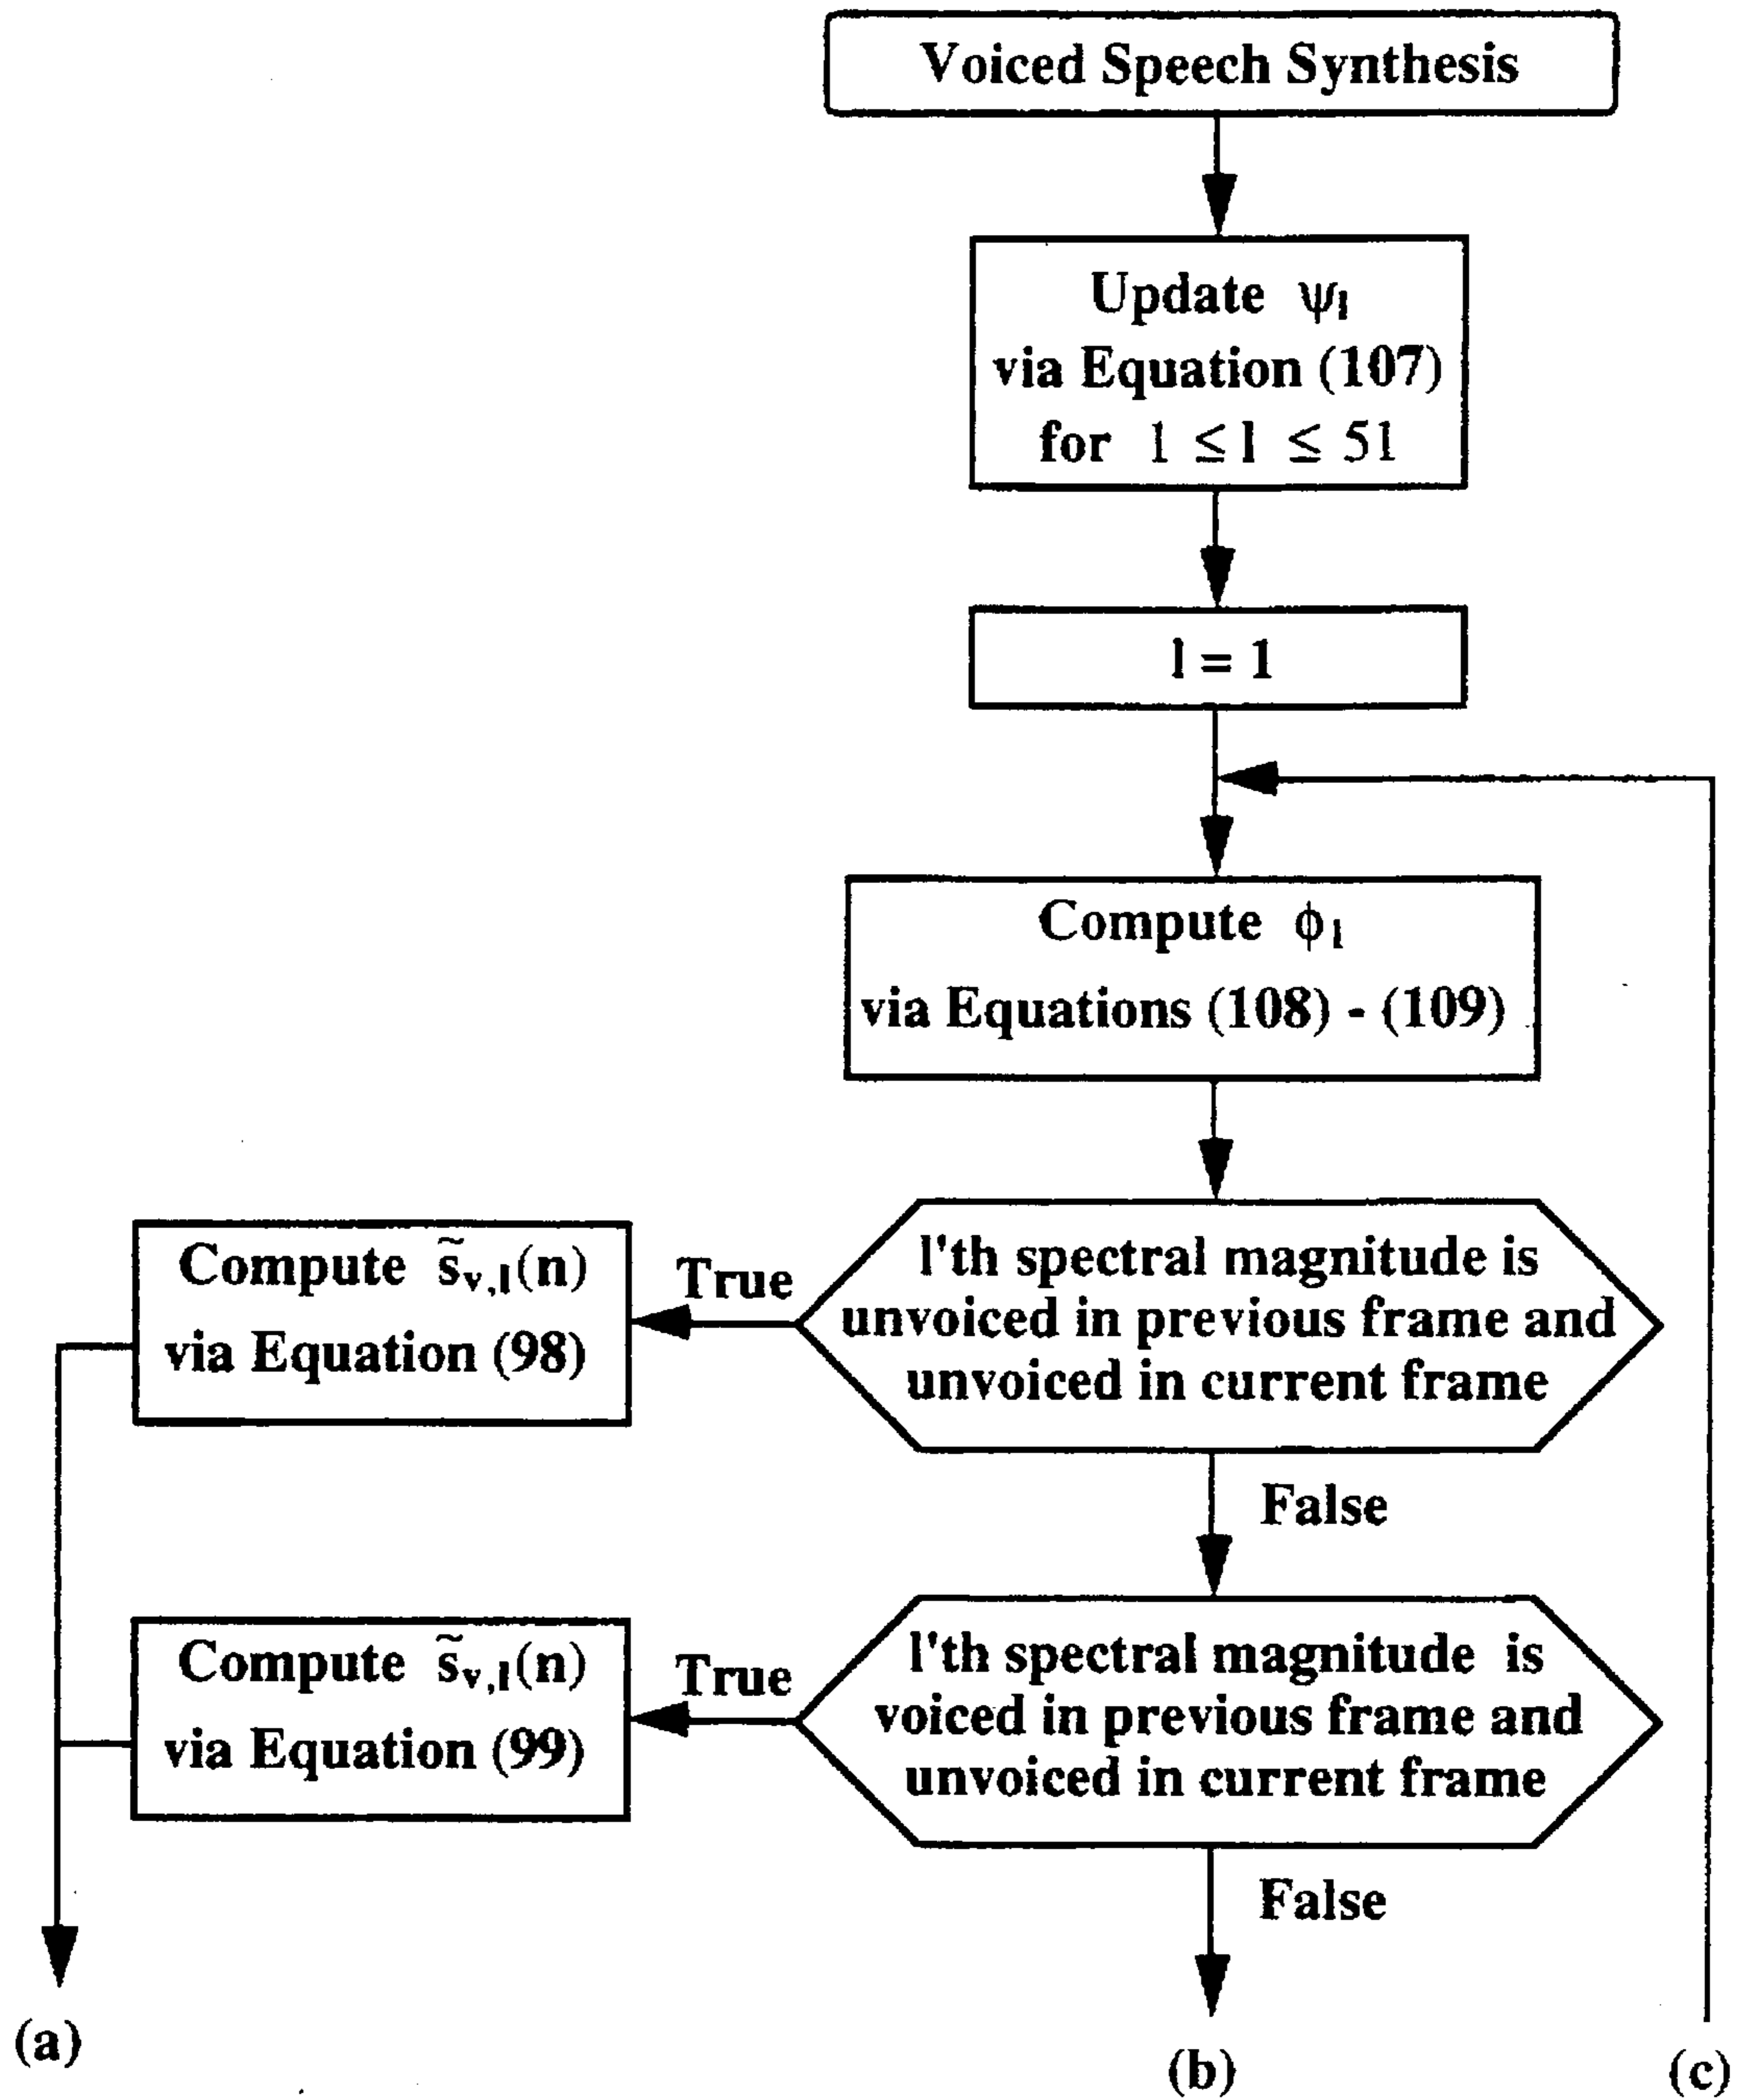 Voiced Speech Synthesis
Update ψl
via Equation (107)
for 1 ≤ l ≤ 51
l = 1
Compute ϕl
via Equations (108) - (109)
l'th spectral magnitude is
unvoiced in previous frame and
unvoiced in current frame
True
Compute s̃v,l(n)
via Equation (98)
False
l'th spectral magnitude is
voiced in previous frame and
unvoiced in current frame
True
Compute s̃v,l(n)
via Equation (99)
False
(a)
(b)
(c)